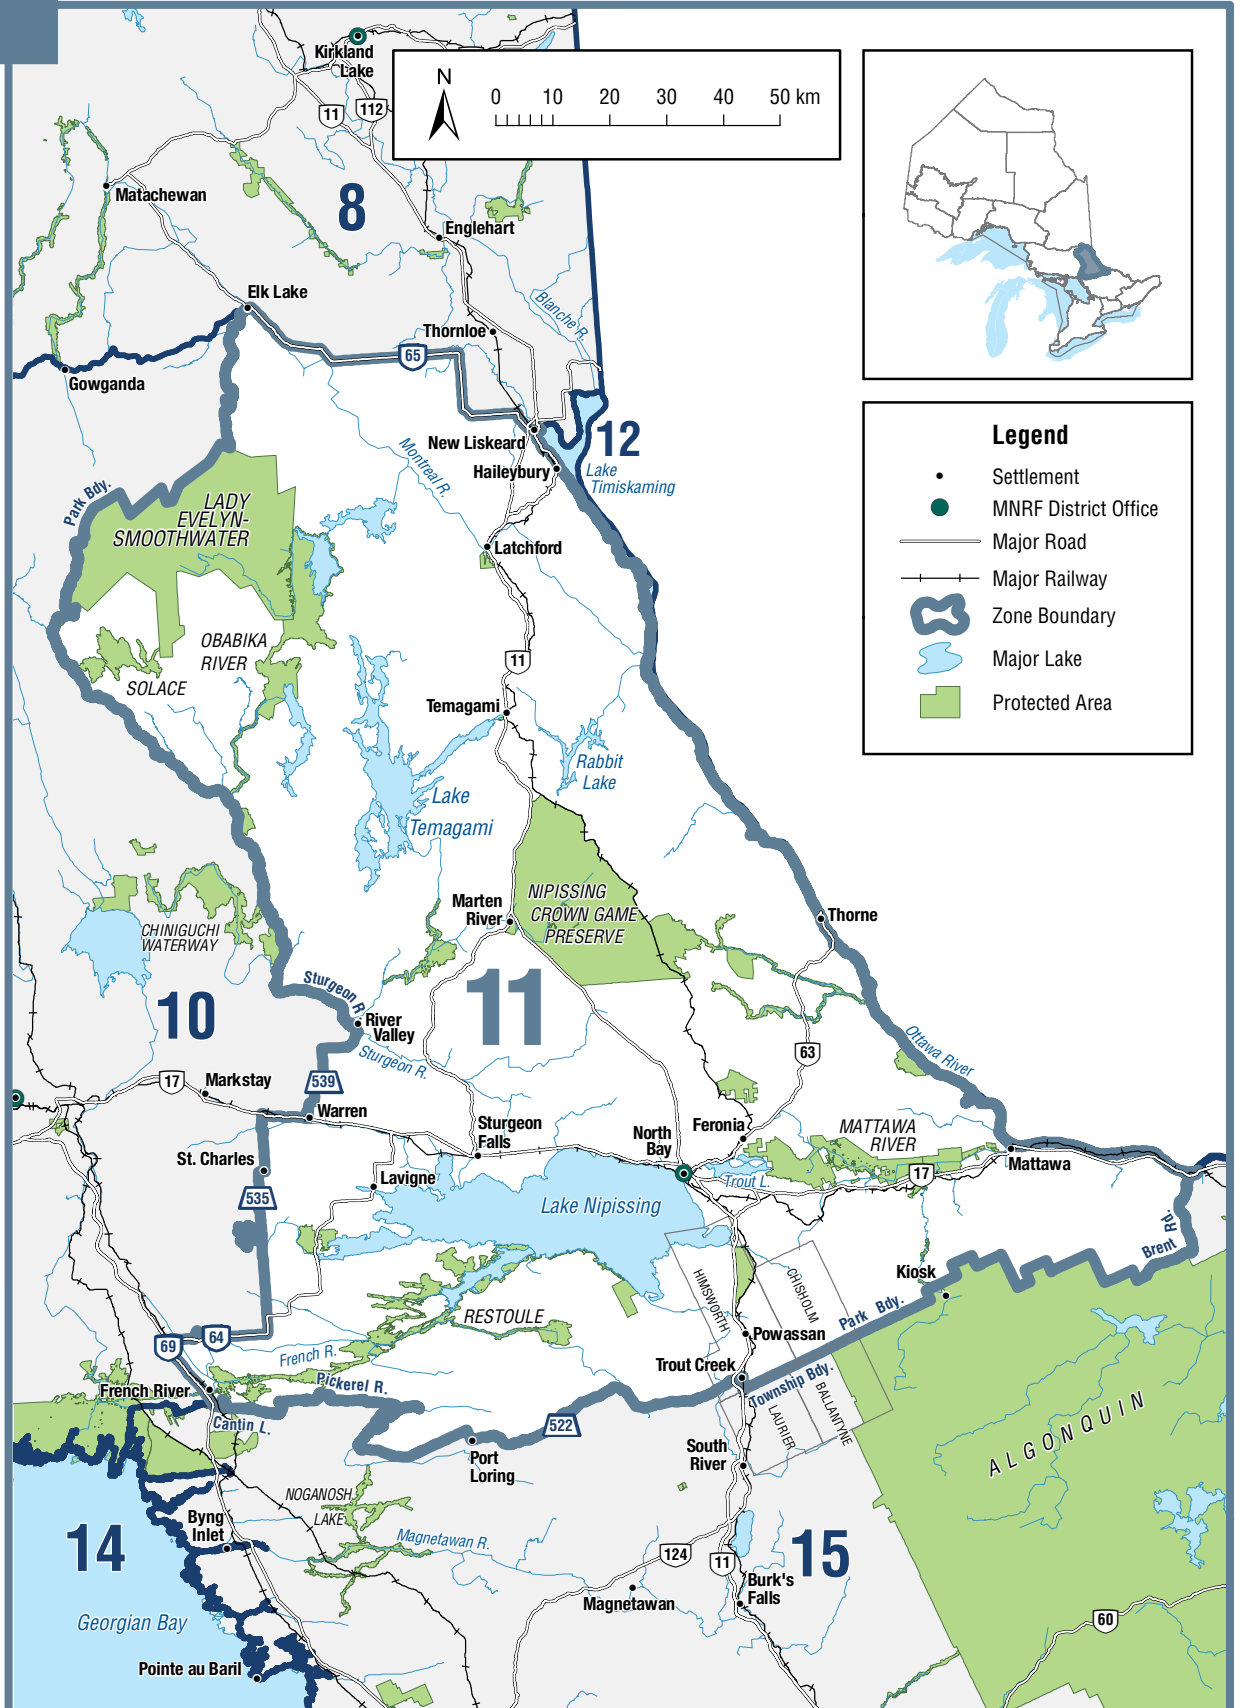 Kirkland
Lake
N
0 10 20 30 40 50 km
11
112
Matachewan
8
Englehart
Elk Lake
Blanche R.
Thornloe
65
Gowganda
New Liskeard
12
Haileybury
Lake
Timiskaming
Montreal R.
Park Bdy.
LADY
EVELYN-
SMOOTHWATER
Latchford
OBABIKA
RIVER
SOLACE
11
Temagami
Rabbit
Lake
Lake
Temagami
Legend
Settlement
MNRF District Office
Major Road
Major Railway
Zone Boundary
Major Lake
Protected Area
NIPISSING
CROWN GAME
PRESERVE
Marten
River
Thorne
CHINIGUCHI
WATERWAY
10
11
Sturgeon R.
River
Valley
Sturgeon R.
63
Ottawa River
17
Markstay
539
Warren
Sturgeon
Falls
North
Bay
Feronia
MATTAWA
RIVER
St. Charles
Lavigne
Trout L.
17
Mattawa
535
Lake Nipissing
Brent Rd.
HIMSWORTH
CHISHOLM
Kiosk
Park Bdy.
RESTOULE
Powassan
69
64
French R.
Trout Creek
Township Bdy.
French River
Pickerel R.
Cantin L.
522
LAURIER
BALLANTYNE
ALGONQUIN
Port
Loring
South
River
NOGANOSH
LAKE
Byng
Inlet
Magnetawan R.
14
124
11
15
Burk's
Falls
Magnetawan
60
Georgian Bay
Pointe au Baril